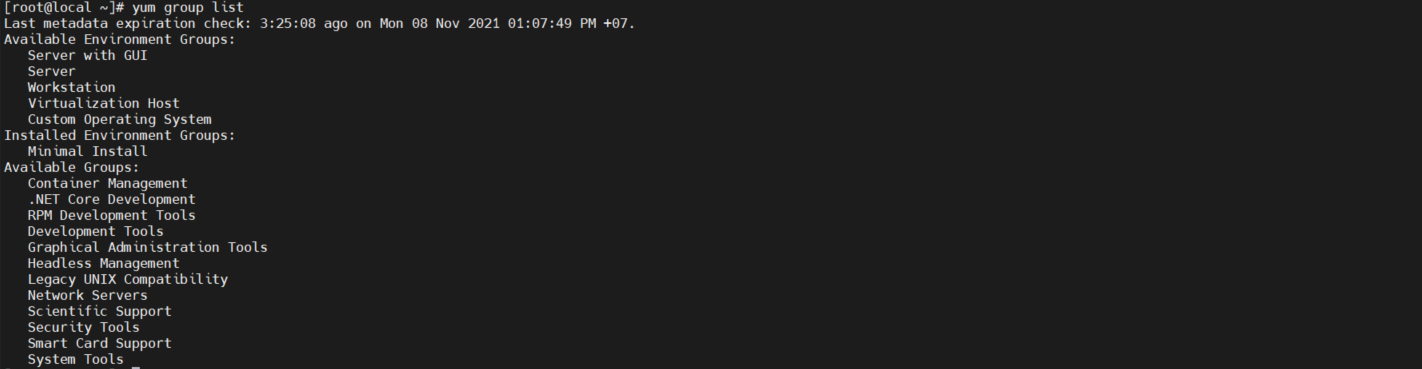 [root@local ~]# yum group list
Last metadata expiration check: 3:25:08 ago on Mon 08 Nov 2021 01:07:49 PM +07.
Available Environment Groups:
   Server with GUI
   Server
   Workstation
   Virtualization Host
   Custom Operating System
Installed Environment Groups:
   Minimal Install
Available Groups:
   Container Management
   .NET Core Development
   RPM Development Tools
   Development Tools
   Graphical Administration Tools
   Headless Management
   Legacy UNIX Compatibility
   Network Servers
   Scientific Support
   Security Tools
   Smart Card Support
   System Tools